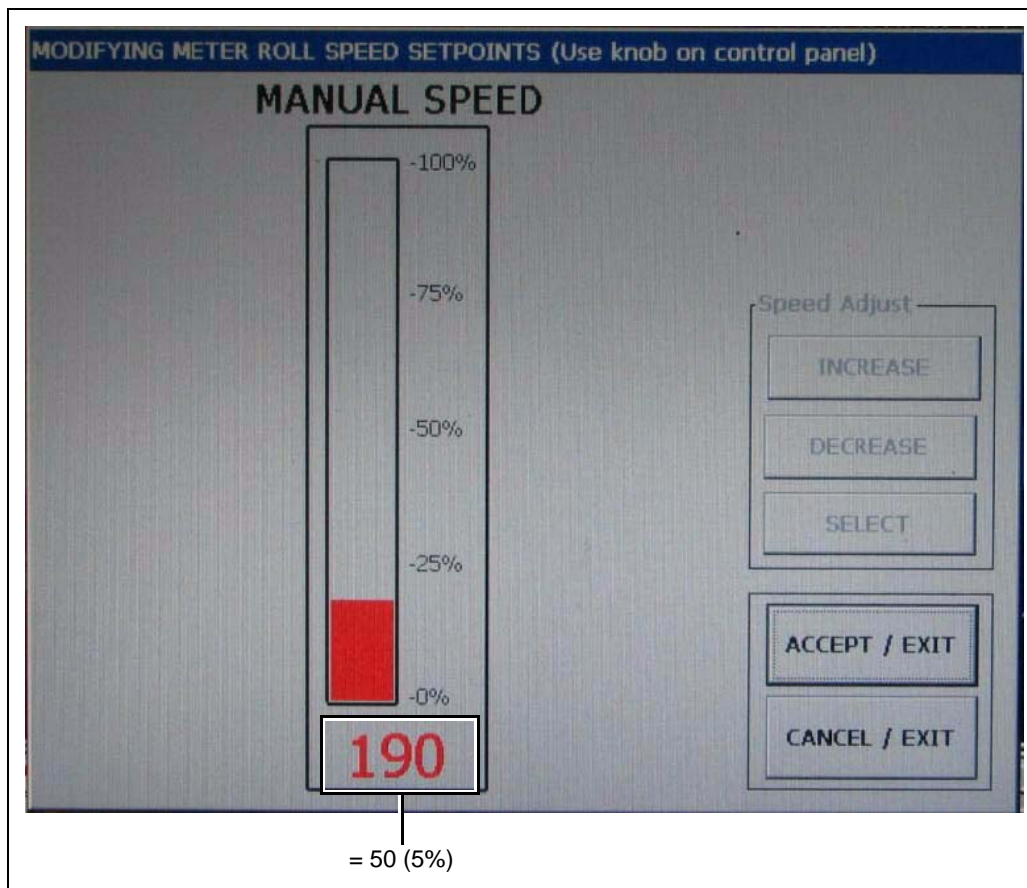 MODIFYING METER ROLL SPEED SETPOINTS (Use knob on control panel)
MANUAL SPEED
-100%
-75%
-50%
-25%
-0%
190
Speed Adjust
INCREASE
DECREASE
SELECT
ACCEPT / EXIT
CANCEL / EXIT
= 50 (5%)